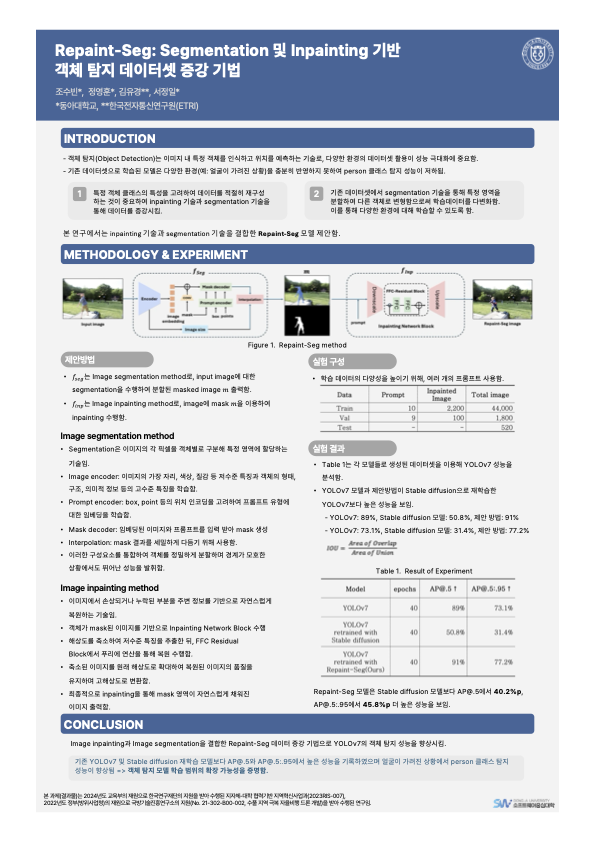 Repaint-Seg: Segmentation 및 Inpainting 기반
객체 탐지 데이터셋 증강 기법
조수빈*, 정영훈*, 김유경**, 서정일*
*동아대학교, **한국전자통신연구원(ETRI)
INTRODUCTION
- 객체 탐지(Object Detection)는 이미지 내 특정 객체를 인식하고 위치를 예측하는 기술로, 다양한 환경의 데이터셋 활용이 성능 극대화에 중요함.
- 기존 데이터셋으로 학습된 모델은 다양한 환경(예: 얼굴이 가려진 상황)를 충분히 반영하지 못하여 person 클래스 탐지 성능이 저하됨.
1
특정 객체 클래스의 특성을 고려하여 데이터를 적절히 재구성
하는 것이 중요하여 inpainting 기술과 segmentation 기술을
통해 데이터를 증강시킴.
2
기존 데이터셋에서 segmentation 기술을 통해 특정 영역을
분할하여 다른 객체로 변형함으로써 학습데이터를 다변화함.
이를 통해 다양한 환경에 대해 학습할 수 있도록 함.
본 연구에서는 inpainting 기술과 segmentation 기술을 결합한 Repaint-Seg 모델 제안함.
METHODOLOGY & EXPERIMENT
f_Seg
m
f_Inp
Encoder
Mask decoder
Prompt encoder
Interpolation
Image embedding
mask
box
points
Image size
Input Image
prompt
Downscale
FFC-Residual Block
Upscale
Inpainting Network Block
Repaint-Seg Image
Figure 1. Repaint-Seg method
제안방법
• f_seg는 Image segmentation method로, input image에 대한
segmentation을 수행하여 분할된 masked image m 출력함.
• f_inp는 Image inpainting method로, image에 mask m을 이용하여
inpainting 수행함.
Image segmentation method
• Segmentation은 이미지의 각 픽셀을 객체별로 구분해 특정 영역에 할당하는
기술임.
• Image encoder: 이미지의 가장 자리, 색상, 질감 등 저수준 특징과 객체의 형태,
구조, 의미적 정보 등의 고수준 특징을 학습함.
• Prompt encoder: box, point 등의 위치 인코딩을 고려하여 프롬프트 유형에
대한 임베딩을 학습함.
• Mask decoder: 임베딩된 이미지와 프롬프트를 입력 받아 mask 생성
• Interpolation: mask 결과를 세밀하게 다듬기 위해 사용함.
• 이러한 구성요소를 통합하여 객체를 정밀하게 분할하며 경계가 모호한
상황에서도 뛰어난 성능을 발휘함.
Image inpainting method
• 이미지에서 손상되거나 누락된 부분을 주변 정보를 기반으로 자연스럽게
복원하는 기술임.
• 객체가 mask된 이미지를 기반으로 Inpainting Network Block 수행
• 해상도를 축소하여 저수준 특징을 추출한 뒤, FFC Residual
Block에서 푸리에 연산을 통해 복원 수행함.
• 축소된 이미지를 원래 해상도로 확대하여 복원된 이미지의 품질을
유지하며 고해상도로 변환함.
• 최종적으로 inpainting을 통해 mask 영역이 자연스럽게 채워진
이미지 출력함.
실험 구성
• 학습 데이터의 다양성을 높이기 위해, 여러 개의 프롬프트 사용함.
Data Prompt Inpainted Image Total image
Train 10 2,200 44,000
Val 9 100 1,800
Test - - 520
실험 결과
• Table 1는 각 모델들로 생성된 데이터셋을 이용해 YOLOv7 성능을
분석함.
• YOLOv7 모델과 제안방법이 Stable diffusion으로 재학습한
YOLOv7보다 높은 성능을 보임.
- YOLOv7: 89%, Stable diffusion 모델: 50.8%, 제안 방법: 91%
- YOLOv7: 73.1%, Stable diffusion 모델: 31.4%, 제안 방법: 77.2%
IOU = Area of Overlap / Area of Union
Table 1. Result of Experiment
Model epochs AP@.5 ↑ AP@.5:.95 ↑
YOLOv7 40 89% 73.1%
YOLOv7 retrained with Stable diffusion 40 50.8% 31.4%
YOLOv7 retrained with Repaint-Seg(Ours) 40 91% 77.2%
Repaint-Seg 모델은 Stable diffusion 모델보다 AP@.5에서 40.2%p,
AP@.5:.95에서 45.8%p 더 높은 성능을 보임.
CONCLUSION
Image inpainting과 Image segmentation을 결합한 Repaint-Seg 데이터 증강 기법으로 YOLOv7의 객체 탐지 성능을 향상시킴.
기존 YOLOv7 및 Stable diffusion 재학습 모델보다 AP@.5와 AP@.5:.95에서 높은 성능을 기록하였으며 얼굴이 가려진 상황에서 person 클래스 탐지
성능이 향상됨 => 객체 탐지 모델 학습 범위의 확장 가능성을 증명함.
본 과제(결과물)는 2024년도 교육부의 재원으로 한국연구재단의 지원을 받아 수행된 지자체-대학 협력기반 지역혁신사업과(2023RIS-007),
2022년도 정부(방위사업청)의 재원으로 국방기술진흥연구소의 지원(No. 21-302-B00-002, 수풀 지역 극복 자율비행 드론 개발)을 받아 수행된 연구임.
DONG-A UNIVERSITY
소프트웨어중심대학